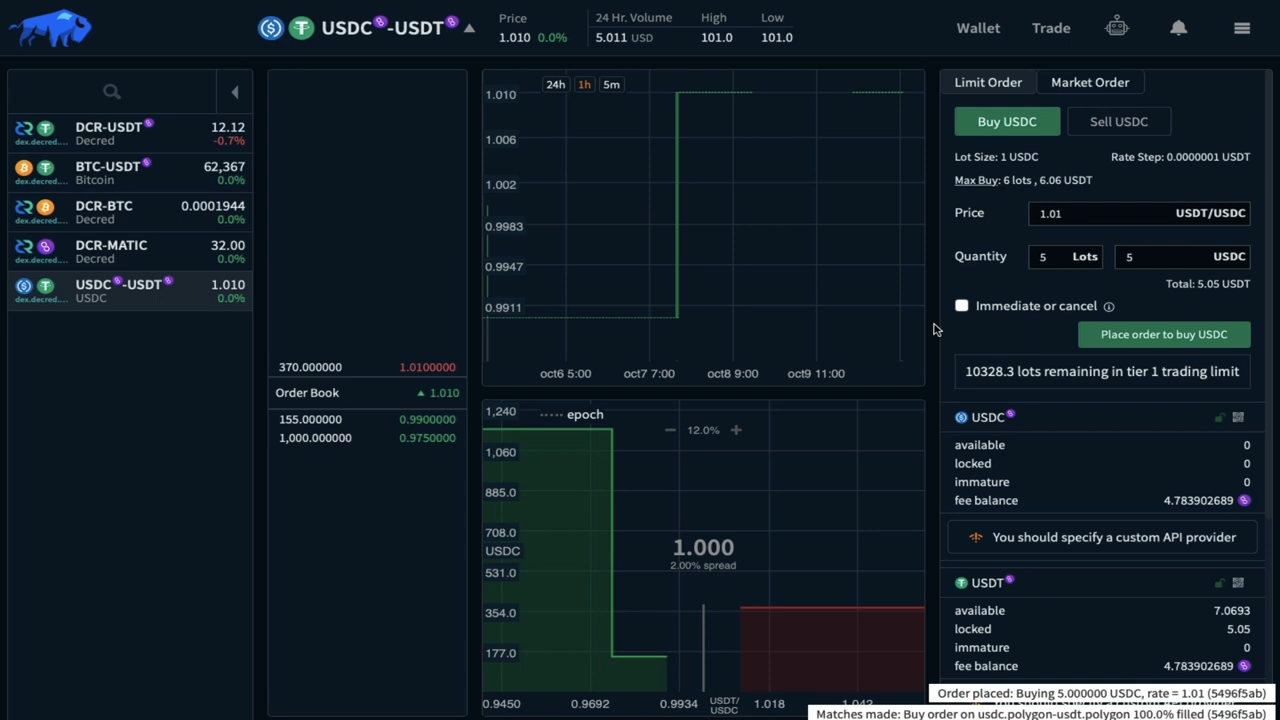 USDC-USDT
Price
1.010 0.0%
24 Hr. Volume
5.011 USD
High
101.0
Low
101.0
Wallet
Trade
DCR-USDT
12.12
Decred
-0.7%
dex.decred....
BTC-USDT
62,367
Bitcoin
0.0%
dex.decred....
DCR-BTC
0.0001944
Decred
0.0%
dex.decred....
DCR-MATIC
32.00
Decred
0.0%
dex.decred....
USDC-USDT
1.010
USDC
0.0%
dex.decred....
370.000000 1.0100000
Order Book 1.010
155.000000 0.9900000
1,000.000000 0.9750000
24h 1h 5m
1.010
1.006
1.002
0.9983
0.9947
0.9911
oct6 5:00 oct7 7:00 oct8 9:00 oct9 11:00
1,240
1,060
885.0
708.0
USDC
531.0
354.0
177.0
epoch
12.0%
1.000
2.00% spread
0.9450 0.9692 0.9934 USDT/
USDC 1.018 1.042
Limit Order Market Order
Buy USDC Sell USDC
Lot Size: 1 USDC Rate Step: 0.0000001 USDT
Max Buy: 6 lots , 6.06 USDT
Price 1.01 USDT/USDC
Quantity 5 Lots 5 USDC
Total: 5.05 USDT
Immediate or cancel
Place order to buy USDC
10328.3 lots remaining in tier 1 trading limit
USDC
available 0
locked 0
immature 0
fee balance 4.783902689
You should specify a custom API provider
USDT
available 7.0693
locked 5.05
immature 0
fee balance 4.783902689
Order placed: Buying 5.000000 USDC, rate = 1.01 (5496f5ab)
Matches made: Buy order on usdc.polygon-usdt.polygon 100.0% filled (5496f5ab)